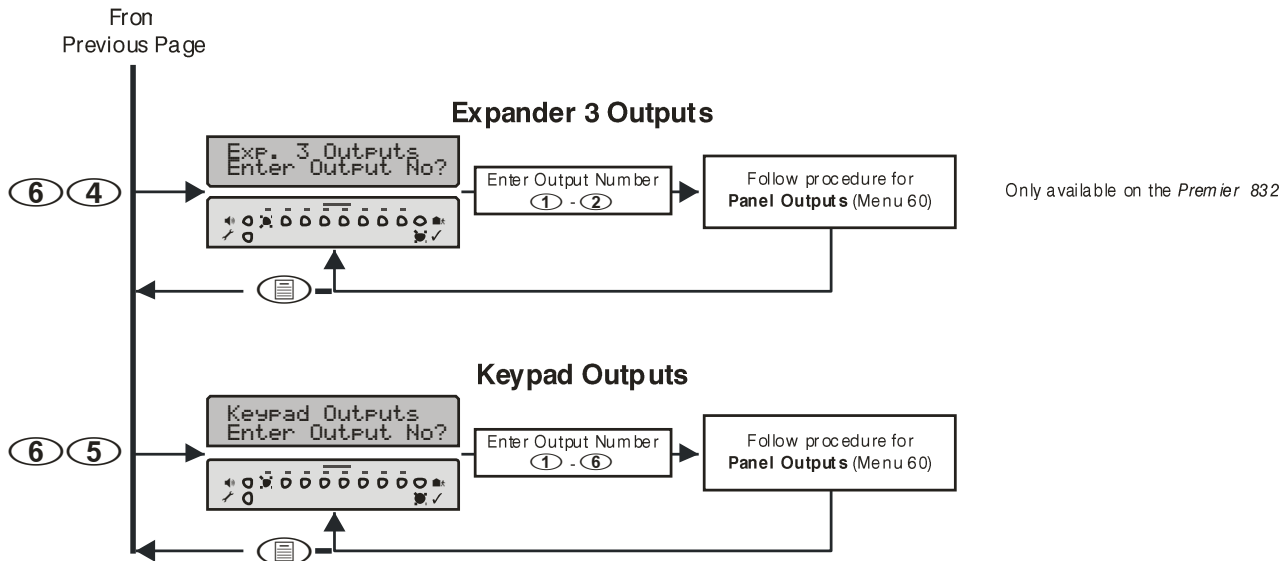 From
Previous Page
Expander 3 Outputs
Exp. 3 Outputs
Enter Output No?
6 4
Enter Output Number
1 - 2
Follow procedure for
Panel Outputs (Menu 60)
Only available on the Premier 832
Keypad Outputs
Keypad Outputs
Enter Output No?
6 5
Enter Output Number
1 - 6
Follow procedure for
Panel Outputs (Menu 60)